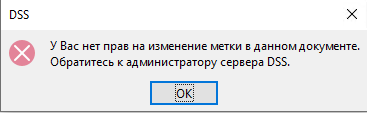 DSS
У Вас нет прав на изменение метки в данном документе.
Обратитесь к администратору сервера DSS.
OK